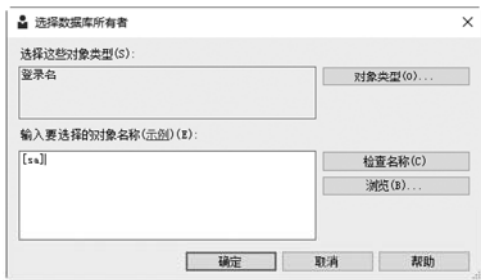 选择数据库所有者
选择这些对象类型(S):
登录名
对象类型(O)...
输入要选择的对象名称(示例)(E):
[sa]
检查名称(C)
浏览(B)...
确定
取消
帮助